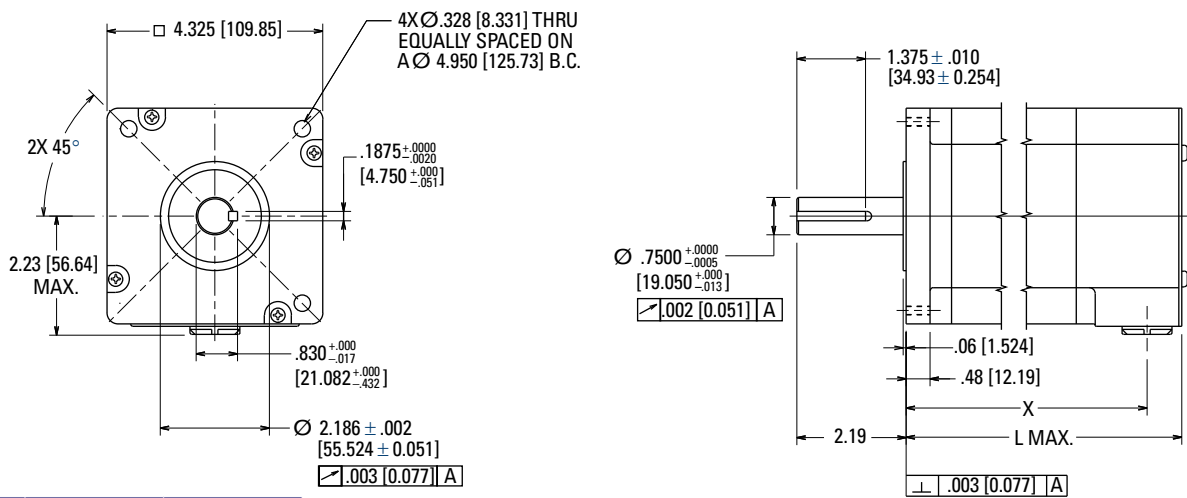 □ 4.325 [109.85]
4X Ø.328 [8.331] THRU
EQUALLY SPACED ON
A Ø 4.950 [125.73] B.C.
2X 45°
.1875 +.0000 -.0020
[4.750 +.000 -.051]
2.23 [56.64]
MAX.
.830 +.000 -.017
[21.082 +.000 -.432]
Ø 2.186 ± .002
[55.524 ± 0.051]
.003 [0.077] A
1.375 ± .010
[34.93 ± 0.254]
Ø .7500 +.0000 -.0005
[19.050 +.000 -.013]
.002 [0.051] A
.06 [1.524]
.48 [12.19]
X
2.19
L MAX.
⊥ .003 [0.077] A